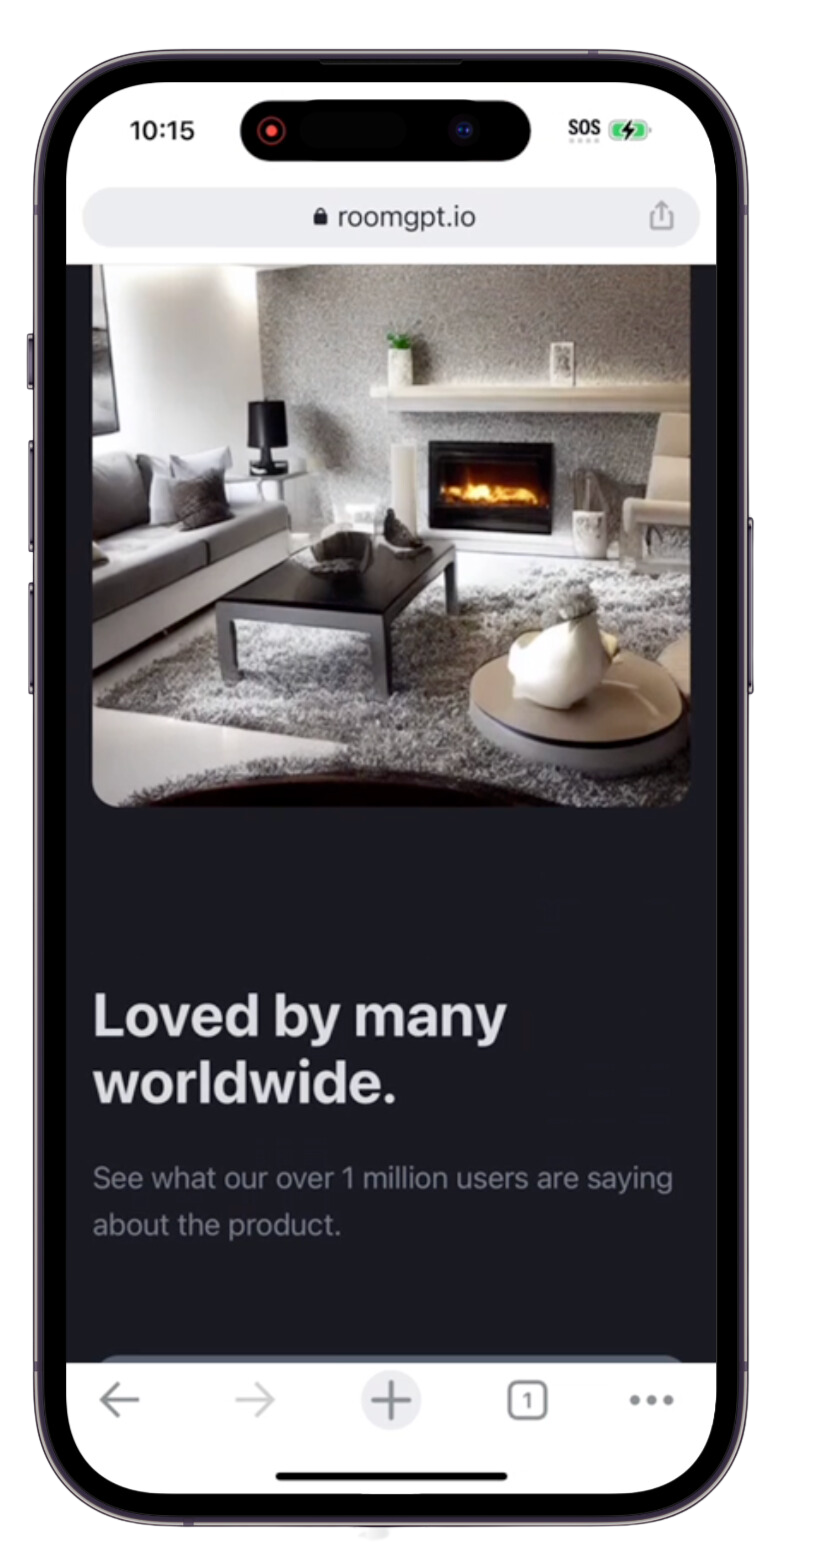 10:15
SOS
roomgpt.io
Loved by many
worldwide.
See what our over 1 million users are saying
about the product.
1